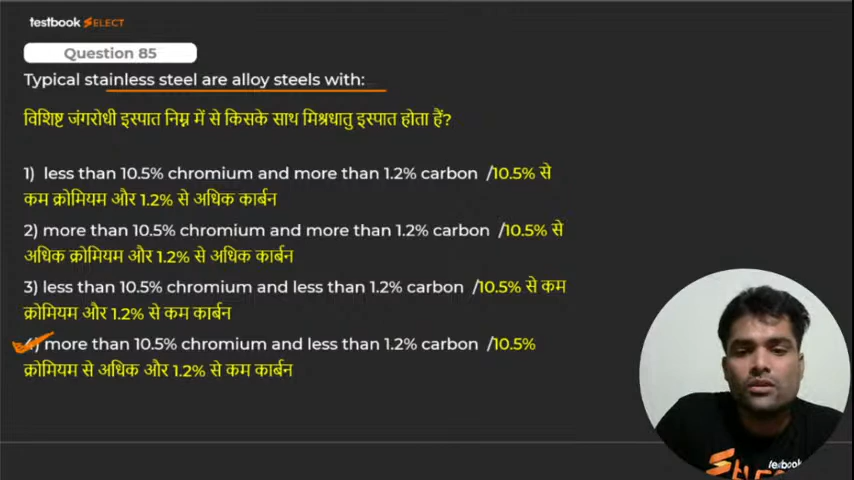 testbook SELECT
Question 85
Typical stainless steel are alloy steels with:
विशिष्ट जंगरोधी इस्पात निम्न में से किसके साथ मिश्रधातु इस्पात होता हैं?
1) less than 10.5% chromium and more than 1.2% carbon /10.5% से
कम क्रोमियम और 1.2% से अधिक कार्बन
2) more than 10.5% chromium and more than 1.2% carbon /10.5% से
अधिक क्रोमियम और 1.2% से अधिक कार्बन
3) less than 10.5% chromium and less than 1.2% carbon /10.5% से कम
क्रोमियम और 1.2% से कम कार्बन
4) more than 10.5% chromium and less than 1.2% carbon /10.5%
क्रोमियम से अधिक और 1.2% से कम कार्बन
testbook